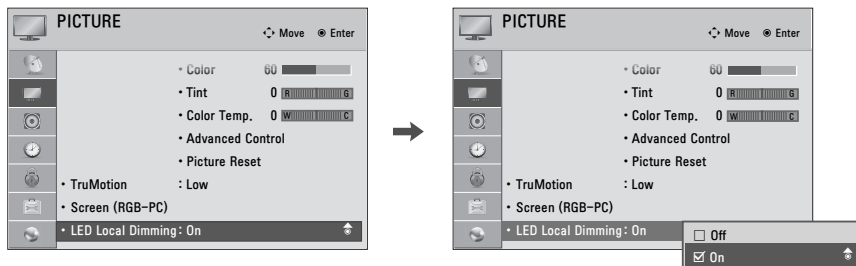 PICTURE
Move Enter
• Color 60
• Tint 0 R G
• Color Temp. 0 W C
• Advanced Control
• Picture Reset
• TruMotion : Low
• Screen (RGB-PC)
• LED Local Dimming: On
PICTURE
Move Enter
• Color 60
• Tint 0 R G
• Color Temp. 0 W C
• Advanced Control
• Picture Reset
• TruMotion : Low
• Screen (RGB-PC)
• LED Local Dimming: On
☐ Off
☑ On